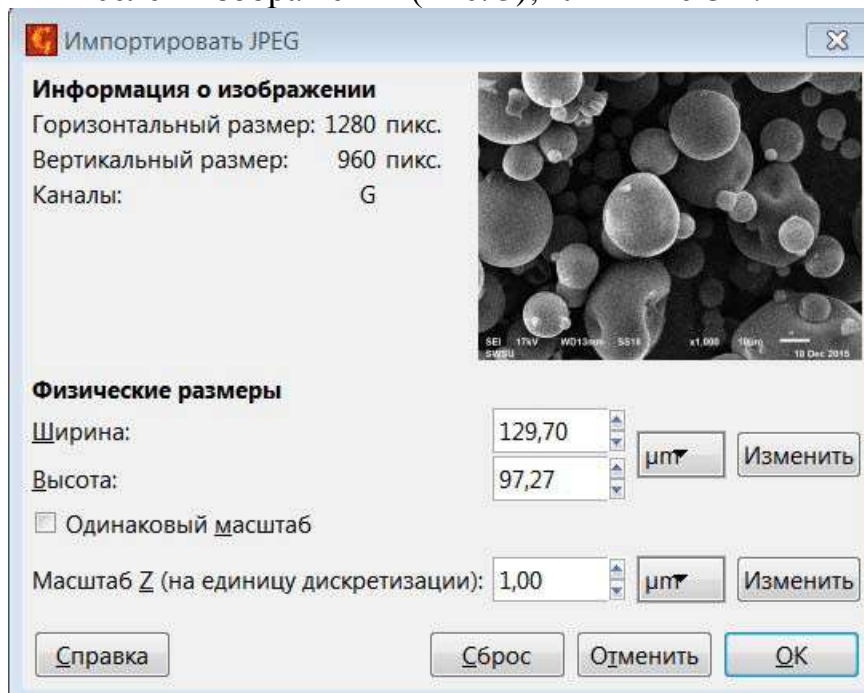 Импортировать JPEG
Информация о изображении
Горизонтальный размер: 1280 пикс.
Вертикальный размер: 960 пикс.
Каналы: G
SEI 17kV WD13mm SS18 x1,000 10µm
SWSU 18 Dec 2015
Физические размеры
Ширина: 129,70
µm Изменить
Высота: 97,27
Одинаковый масштаб
Масштаб Z (на единицу дискретизации): 1,00 µm Изменить
Справка Сброс Отменить OK